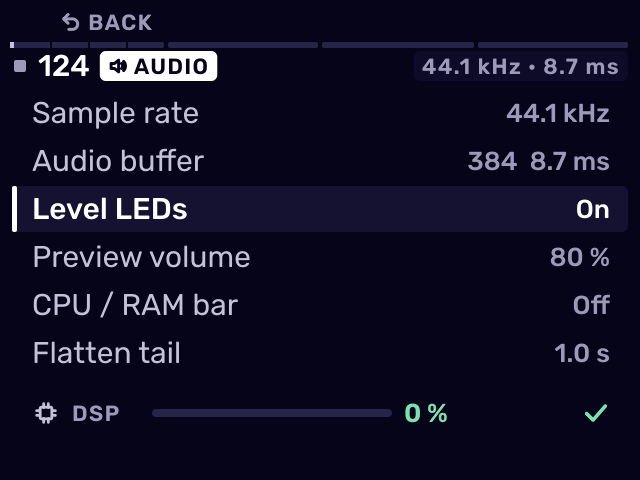 BACK
124 AUDIO 44.1 kHz • 8.7 ms
Sample rate 44.1 kHz
Audio buffer 384 8.7 ms
Level LEDs On
Preview volume 80 %
CPU / RAM bar Off
Flatten tail 1.0 s
DSP 0 %